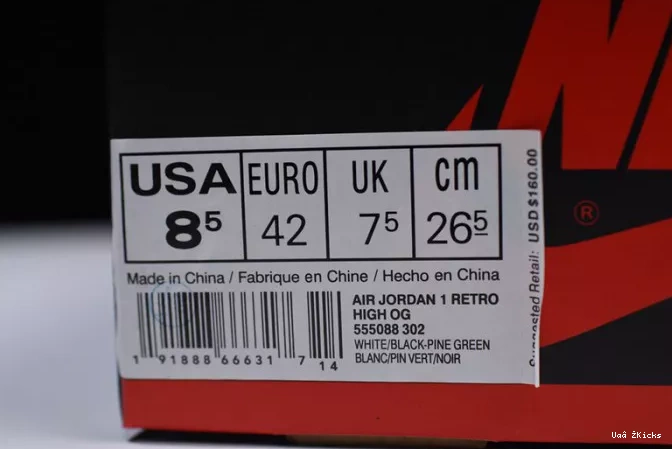 USA EURO UK cm
8⁵ 42 7⁵ 26⁵
Made in China / Fabrique en Chine / Hecho en China
AIR JORDAN 1 RETRO
HIGH OG
555088 302
WHITE/BLACK-PINE GREEN
BLANC/PIN VERT/NOIR
1 91888 66631 7 14
Suggested Retail: USD $160.00
®
Uaâ ŽKicks